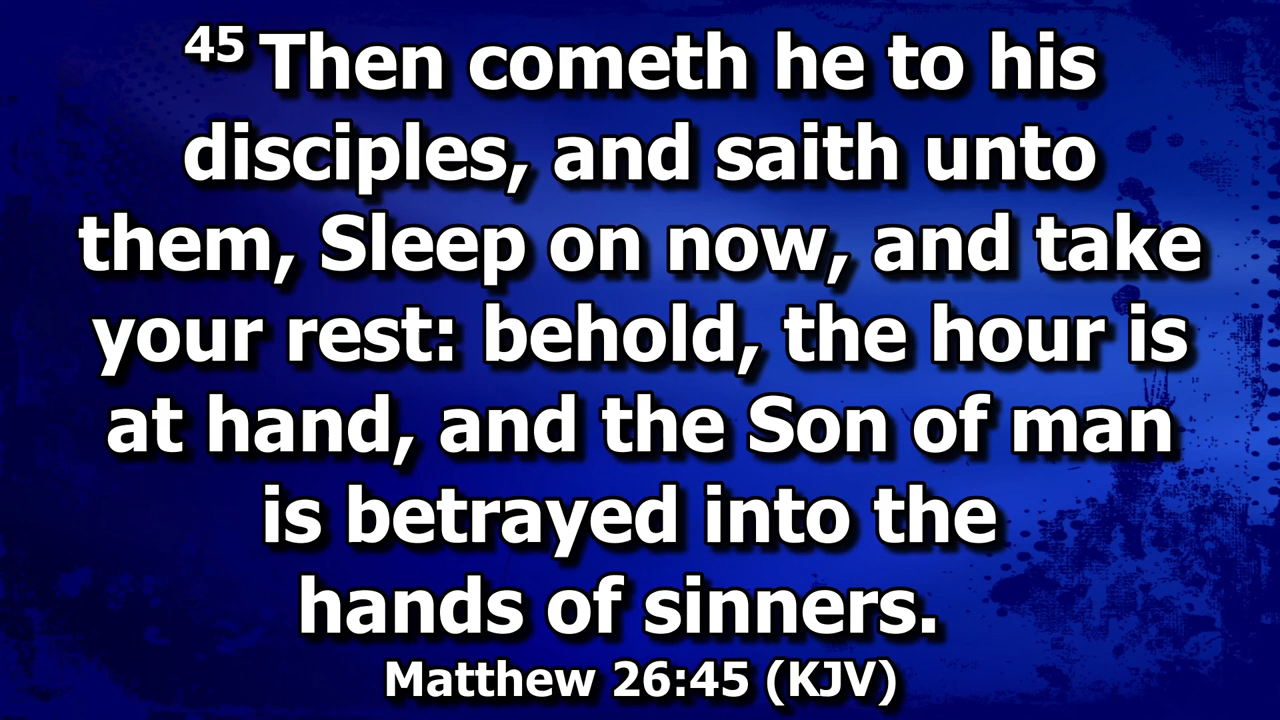 45 Then cometh he to his
disciples, and saith unto
them, Sleep on now, and take
your rest: behold, the hour is
at hand, and the Son of man
is betrayed into the
hands of sinners.
Matthew 26:45 (KJV)